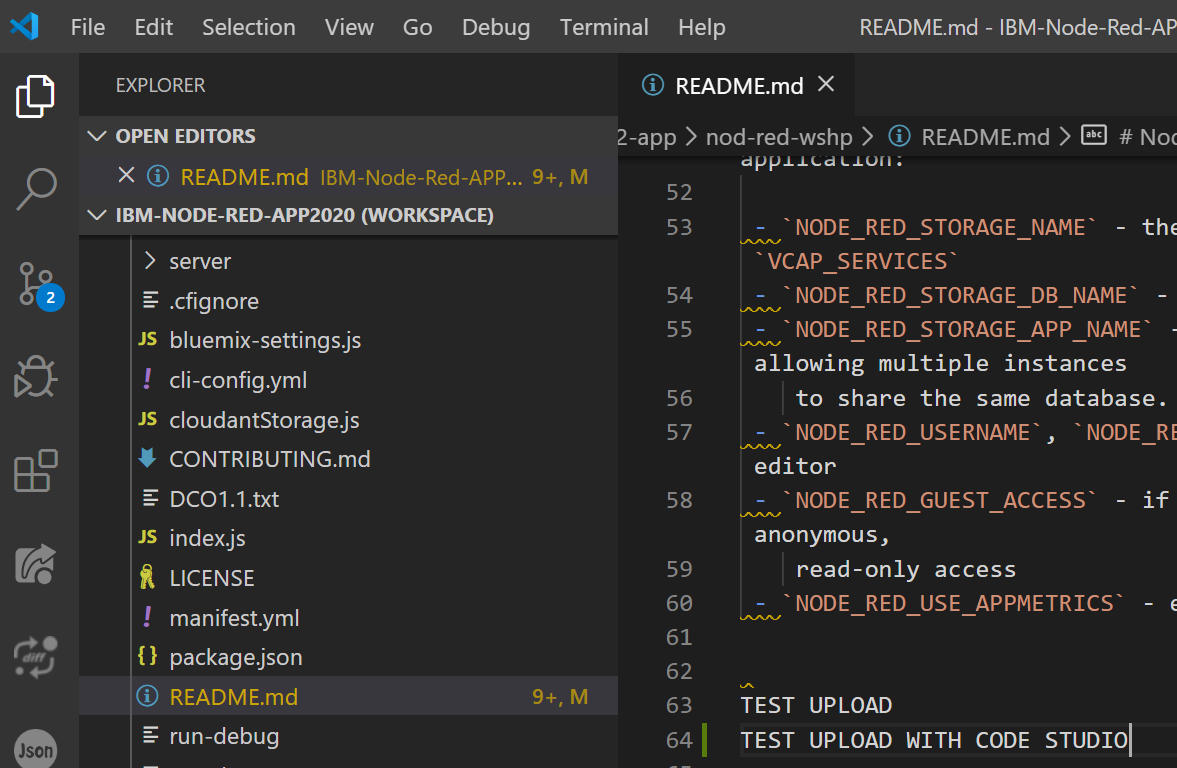 File Edit Selection View Go Debug Terminal Help README.md - IBM-Node-Red-AP
EXPLORER
OPEN EDITORS
README.md IBM-Node-Red-APP... 9+, M
IBM-NODE-RED-APP2020 (WORKSPACE)
server
.cfignore
bluemix-settings.js
JS
! cli-config.yml
JS cloudantStorage.js
CONTRIBUTING.md
DCO1.1.txt
JS index.js
LICENSE
! manifest.yml
{} package.json
README.md 9+, M
run-debug
2
diff
Json
README.md
2-app > nod-red-wshp > README.md > abc # Nod
application:
52
53 - `NODE_RED_STORAGE_NAME` - the
`VCAP_SERVICES`
54 - `NODE_RED_STORAGE_DB_NAME` -
55 - `NODE_RED_STORAGE_APP_NAME` -
allowing multiple instances
56 to share the same database.
57 - `NODE_RED_USERNAME`, `NODE_RE
editor
58 - `NODE_RED_GUEST_ACCESS` - if
anonymous,
59 read-only access
60 - `NODE_RED_USE_APPMETRICS` - e
61
62
63 TEST UPLOAD
64 TEST UPLOAD WITH CODE STUDIO